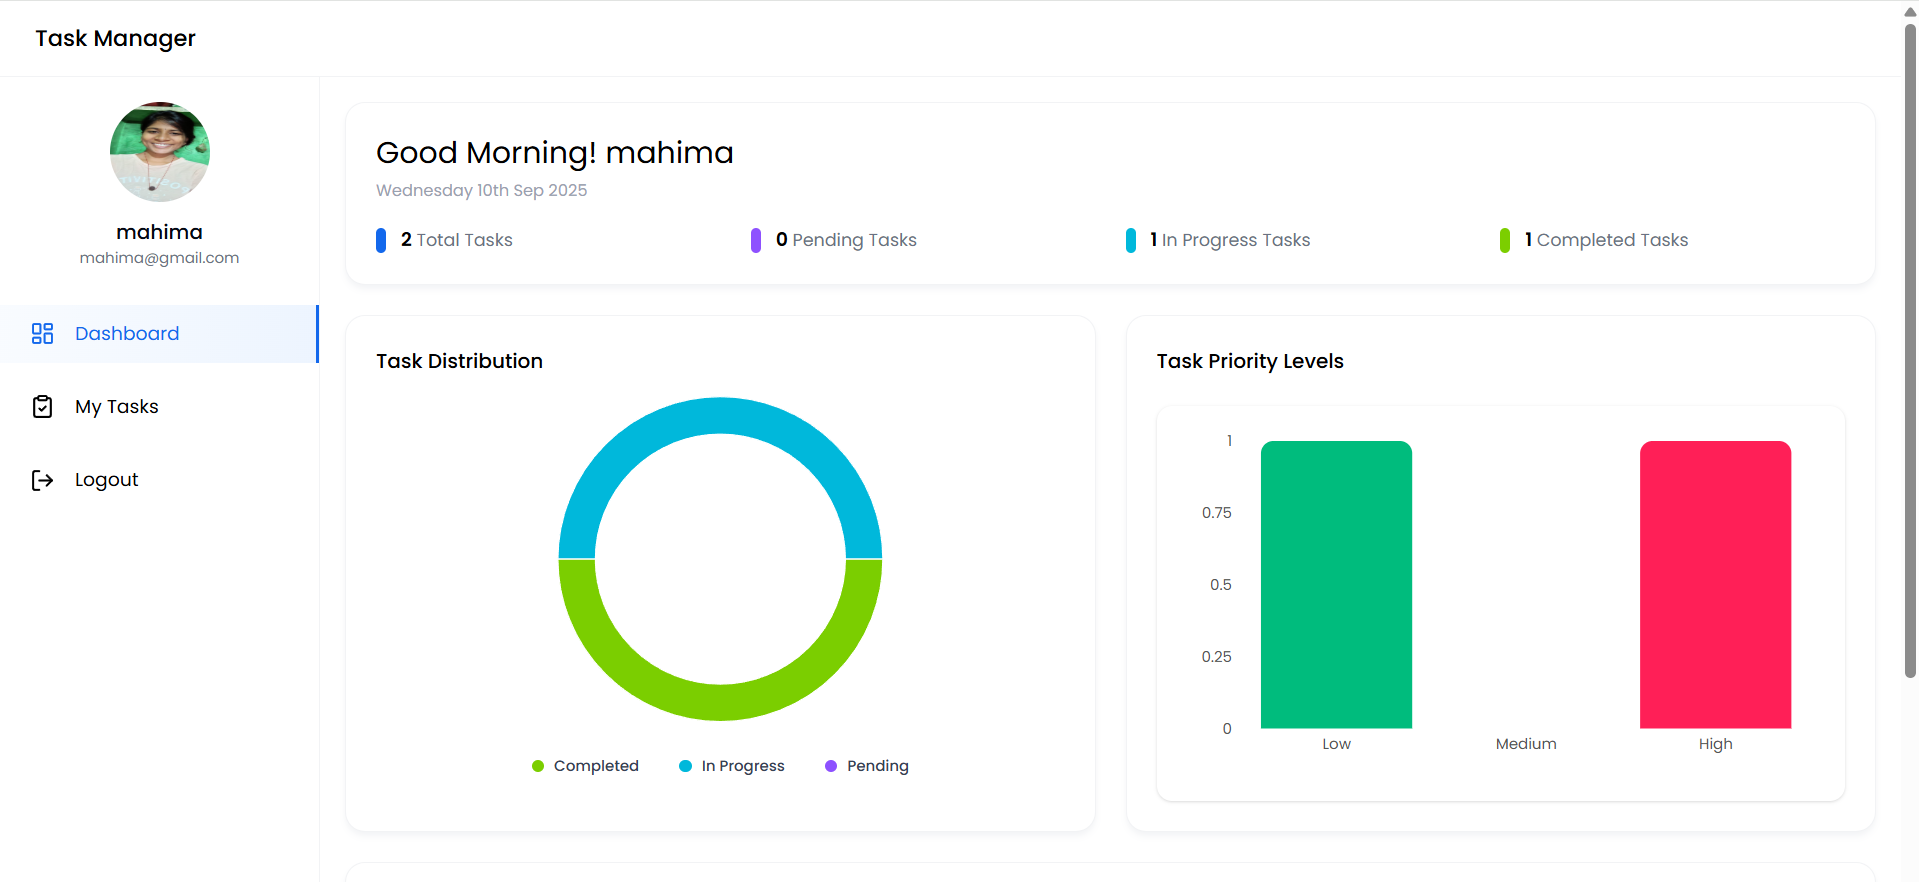 Task Manager
mahima
mahima@gmail.com
Dashboard
My Tasks
Logout
Good Morning! mahima
Wednesday 10th Sep 2025
2 Total Tasks
0 Pending Tasks
1 In Progress Tasks
1 Completed Tasks
Task Distribution
Completed
In Progress
Pending
Task Priority Levels
1
0.75
0.5
0.25
0
Low
Medium
High